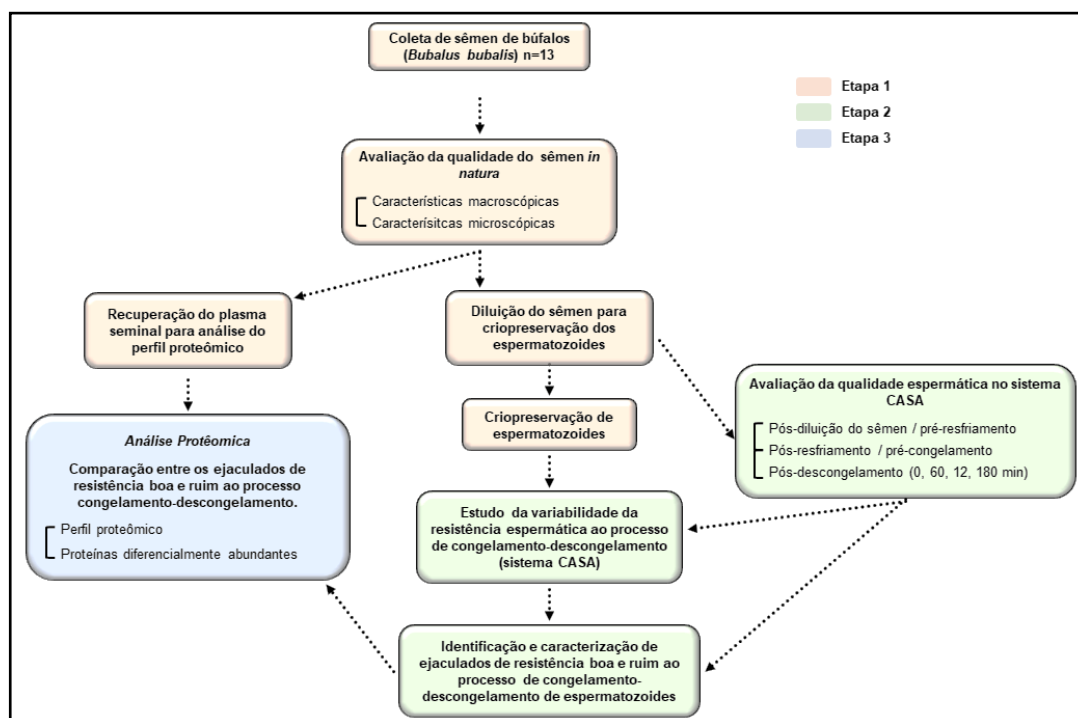 Coleta de sêmen de búfalos
(Bubalus bubalis) n=13
Etapa 1
Etapa 2
Etapa 3
Avaliação da qualidade do sêmen in
natura
Características macroscópicas
Caracterísitcas microscópicas
Recuperação do plasma
seminal para análise do
perfil proteômico
Diluição do sêmen para
criopreservação dos
espermatozoides
Avaliação da qualidade espermática no sistema
CASA
Pós-diluição do sêmen / pré-resfriamento
Pós-resfriamento / pré-congelamento
Pós-descongelamento (0, 60, 12, 180 min)
Criopreservação de
espermatozoides
Análise Protêomica
Comparação entre os ejaculados de
resistência boa e ruim ao processo
congelamento-descongelamento.
Perfil proteômico
Proteínas diferencialmente abundantes
Estudo da variabilidade da
resistência espermática ao processo
de congelamento-descongelamento
(sistema CASA)
Identificação e caracterização de
ejaculados de resistência boa e ruim ao
processo de congelamento-
descongelamento de espermatozoides